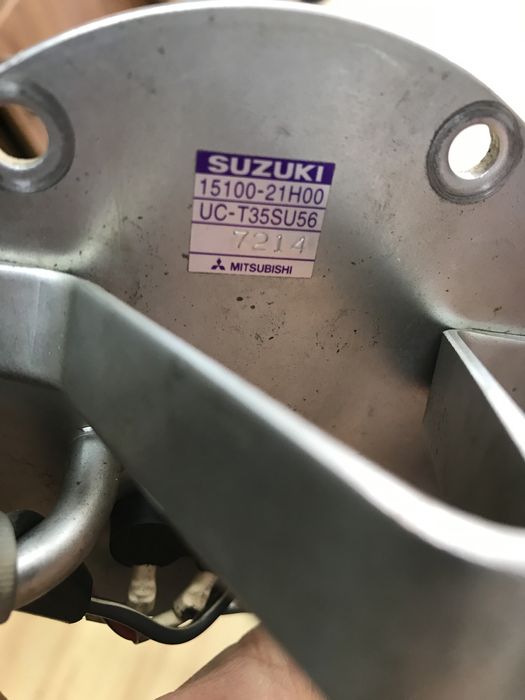 SUZUKI
15100-21H00
UC-T35SU56
7214
MITSUBISHI